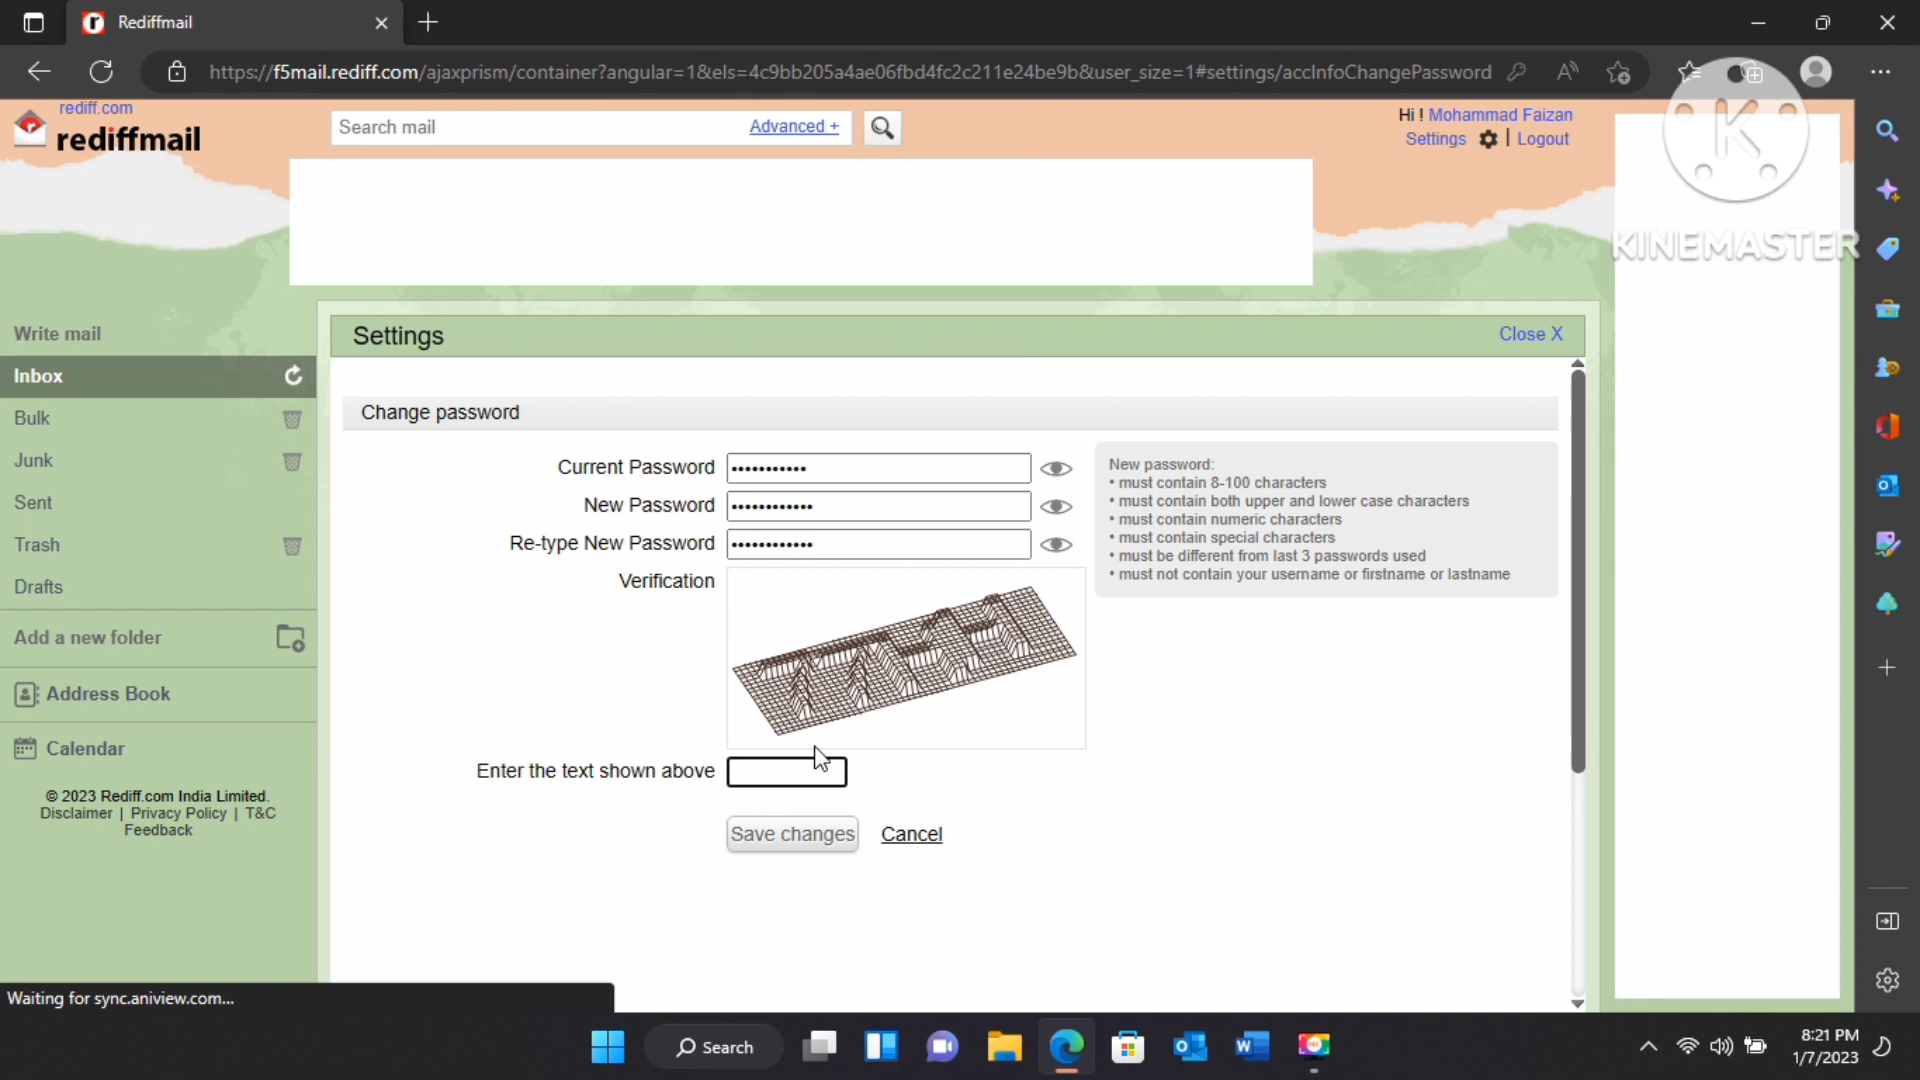 Rediffmail
https://f5mail.rediff.com/ajaxprism/container?angular=1&els=4c9bb205a4ae06fbd4fc2c211e24be9b&user_size=1#settings/accInfoChangePassword
rediff.com
rediffmail
Search mail
Advanced +
Hi ! Mohammad Faizan
Settings | Logout
K
KINEMASTER
Write mail
Inbox
Bulk
Junk
Sent
Trash
Drafts
Add a new folder
Address Book
Calendar
© 2023 Rediff.com India Limited.
Disclaimer | Privacy Policy | T&C
Feedback
Settings
Close X
Change password
Current Password
New Password
Re-type New Password
Verification
Enter the text shown above
Save changes
Cancel
New password:
• must contain 8-100 characters
• must contain both upper and lower case characters
• must contain numeric characters
• must contain special characters
• must be different from last 3 passwords used
• must not contain your username or firstname or lastname
Waiting for sync.aniview.com...
Search
8:21 PM
1/7/2023